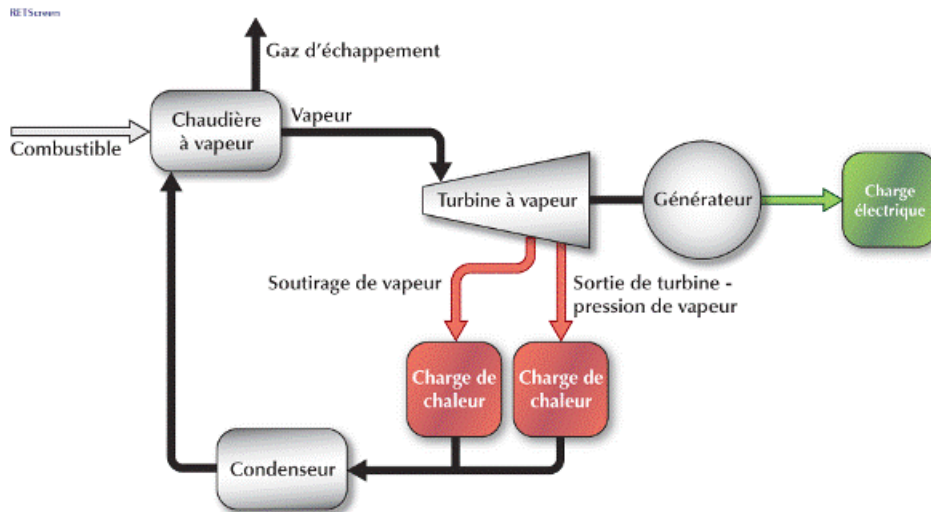 RETScreen
Gaz d'échappement
Combustible
Chaudière
à vapeur
Vapeur
Turbine à vapeur
Générateur
Charge
électrique
Soutirage de vapeur
Sortie de turbine -
pression de vapeur
Charge de
chaleur
Charge de
chaleur
Condenseur